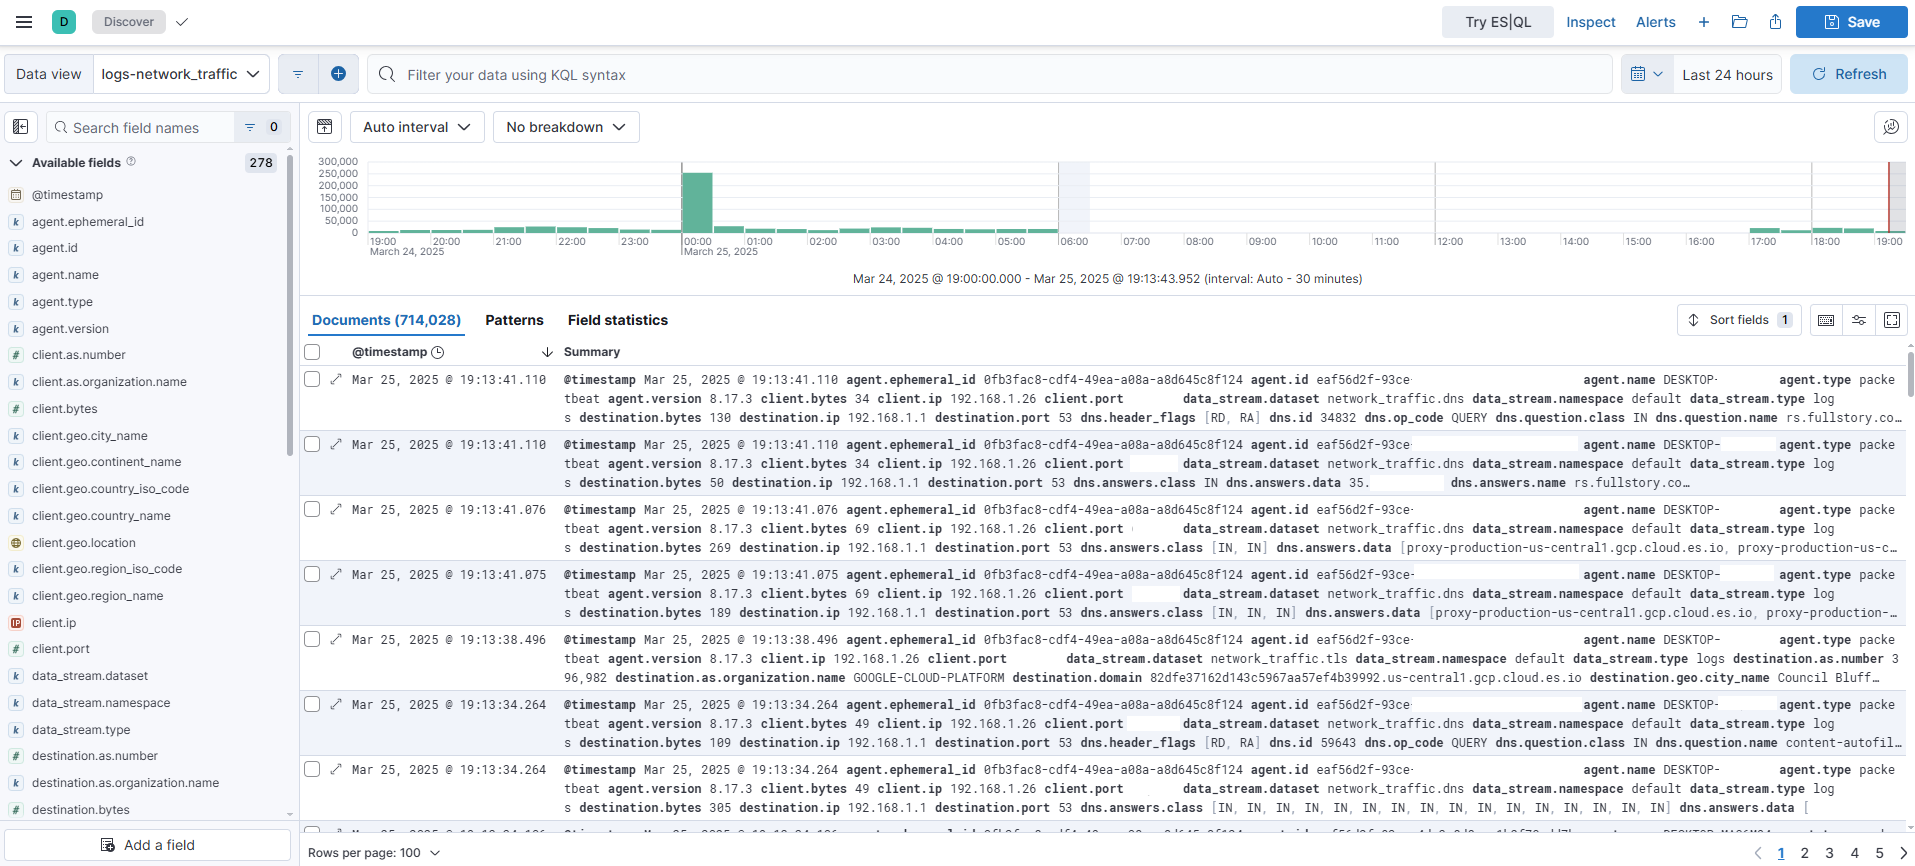 D Discover Try ES|QL Inspect Alerts Save
Data view logs-network_traffic Filter your data using KQL syntax Last 24 hours Refresh
Search field names 0 Auto interval No breakdown
Available fields 278
@timestamp
agent.ephemeral_id
agent.id
agent.name
agent.type
agent.version
client.as.number
client.as.organization.name
client.bytes
client.geo.city_name
client.geo.continent_name
client.geo.country_iso_code
client.geo.country_name
client.geo.location
client.geo.region_iso_code
client.geo.region_name
client.ip
client.port
data_stream.dataset
data_stream.namespace
data_stream.type
destination.as.number
destination.as.organization.name
destination.bytes
Add a field
300,000
250,000
200,000
150,000
100,000
50,000
0
19:00 20:00 21:00 22:00 23:00 00:00 01:00 02:00 03:00 04:00 05:00 06:00 07:00 08:00 09:00 10:00 11:00 12:00 13:00 14:00 15:00 16:00 17:00 18:00 19:00
March 24, 2025 March 25, 2025
Mar 24, 2025 @ 19:00:00.000 - Mar 25, 2025 @ 19:13:43.952 (interval: Auto - 30 minutes)
Documents (714,028) Patterns Field statistics Sort fields 1
@timestamp Summary
Mar 25, 2025 @ 19:13:41.110 @timestamp Mar 25, 2025 @ 19:13:41.110 agent.ephemeral_id 0fb3fac8-cdf4-49ea-a08a-a8d645c8f124 agent.id eaf56d2f-93ce- agent.name DESKTOP- agent.type packe
tbeat agent.version 8.17.3 client.bytes 34 client.ip 192.168.1.26 client.port data_stream.dataset network_traffic.dns data_stream.namespace default data_stream.type log
s destination.bytes 130 destination.ip 192.168.1.1 destination.port 53 dns.header_flags [RD, RA] dns.id 34832 dns.op_code QUERY dns.question.class IN dns.question.name rs.fullstory.co…
Mar 25, 2025 @ 19:13:41.110 @timestamp Mar 25, 2025 @ 19:13:41.110 agent.ephemeral_id 0fb3fac8-cdf4-49ea-a08a-a8d645c8f124 agent.id eaf56d2f-93ce- agent.name DESKTOP- agent.type packe
tbeat agent.version 8.17.3 client.bytes 34 client.ip 192.168.1.26 client.port data_stream.dataset network_traffic.dns data_stream.namespace default data_stream.type log
s destination.bytes 50 destination.ip 192.168.1.1 destination.port 53 dns.answers.class IN dns.answers.data 35. dns.answers.name rs.fullstory.co…
Mar 25, 2025 @ 19:13:41.076 @timestamp Mar 25, 2025 @ 19:13:41.076 agent.ephemeral_id 0fb3fac8-cdf4-49ea-a08a-a8d645c8f124 agent.id eaf56d2f-93ce- agent.name DESKTOP- agent.type packe
tbeat agent.version 8.17.3 client.bytes 69 client.ip 192.168.1.26 client.port data_stream.dataset network_traffic.dns data_stream.namespace default data_stream.type log
s destination.bytes 269 destination.ip 192.168.1.1 destination.port 53 dns.answers.class [IN, IN] dns.answers.data [proxy-production-us-central1.gcp.cloud.es.io, proxy-production-us-c…
Mar 25, 2025 @ 19:13:41.075 @timestamp Mar 25, 2025 @ 19:13:41.075 agent.ephemeral_id 0fb3fac8-cdf4-49ea-a08a-a8d645c8f124 agent.id eaf56d2f-93ce- agent.name DESKTOP- agent.type packe
tbeat agent.version 8.17.3 client.bytes 69 client.ip 192.168.1.26 client.port data_stream.dataset network_traffic.dns data_stream.namespace default data_stream.type log
s destination.bytes 189 destination.ip 192.168.1.1 destination.port 53 dns.answers.class [IN, IN, IN] dns.answers.data [proxy-production-us-central1.gcp.cloud.es.io, proxy-production-…
Mar 25, 2025 @ 19:13:38.496 @timestamp Mar 25, 2025 @ 19:13:38.496 agent.ephemeral_id 0fb3fac8-cdf4-49ea-a08a-a8d645c8f124 agent.id eaf56d2f-93ce- agent.name DESKTOP- agent.type packe
tbeat agent.version 8.17.3 client.ip 192.168.1.26 client.port data_stream.dataset network_traffic.tls data_stream.namespace default data_stream.type logs destination.as.number 3
96,982 destination.as.organization.name GOOGLE-CLOUD-PLATFORM destination.domain 82dfe37162d143c5967aa57ef4b39992.us-central1.gcp.cloud.es.io destination.geo.city_name Council Bluff…
Mar 25, 2025 @ 19:13:34.264 @timestamp Mar 25, 2025 @ 19:13:34.264 agent.ephemeral_id 0fb3fac8-cdf4-49ea-a08a-a8d645c8f124 agent.id eaf56d2f-93ce- agent.name DESKTOP- agent.type packe
tbeat agent.version 8.17.3 client.bytes 49 client.ip 192.168.1.26 client.port data_stream.dataset network_traffic.dns data_stream.namespace default data_stream.type log
s destination.bytes 109 destination.ip 192.168.1.1 destination.port 53 dns.header_flags [RD, RA] dns.id 59643 dns.op_code QUERY dns.question.class IN dns.question.name content-autofil…
Mar 25, 2025 @ 19:13:34.264 @timestamp Mar 25, 2025 @ 19:13:34.264 agent.ephemeral_id 0fb3fac8-cdf4-49ea-a08a-a8d645c8f124 agent.id eaf56d2f-93ce- agent.name DESKTOP- agent.type packe
tbeat agent.version 8.17.3 client.bytes 49 client.ip 192.168.1.26 client.port data_stream.dataset network_traffic.dns data_stream.namespace default data_stream.type log
s destination.bytes 305 destination.ip 192.168.1.1 destination.port 53 dns.answers.class [IN, IN, IN, IN, IN, IN, IN, IN, IN, IN, IN, IN, IN, IN, IN, IN] dns.answers.data [
Rows per page: 100 1 2 3 4 5